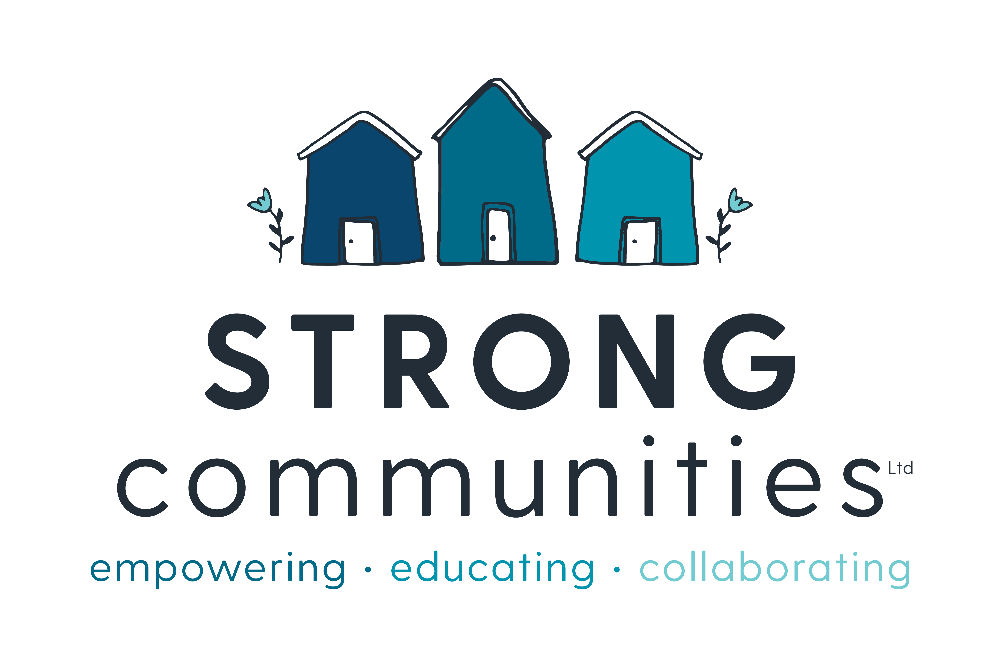 STRONG
communities Ltd
empowering · educating · collaborating